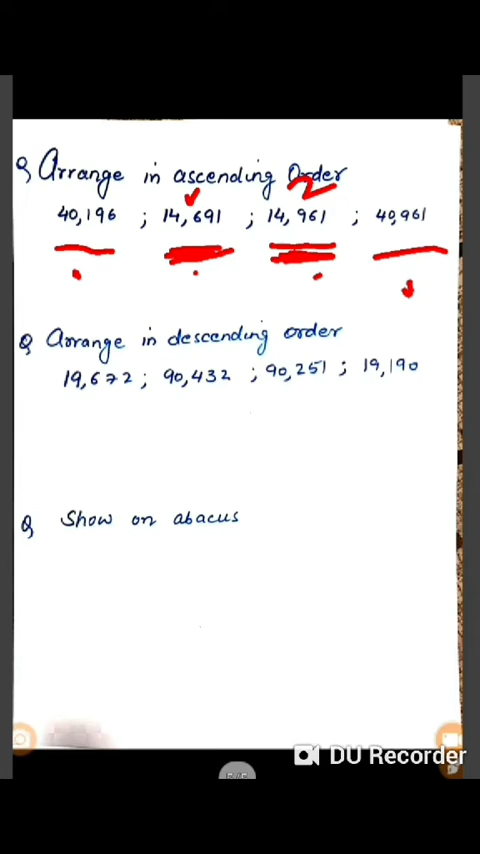 Q Arrange in ascending Order
40,196 ; 14,691 ; 14,961 ; 40,961
Q Arrange in descending order
19,672 ; 90,432 ; 90,251 ; 19,190
Q Show on abacus
DU Recorder